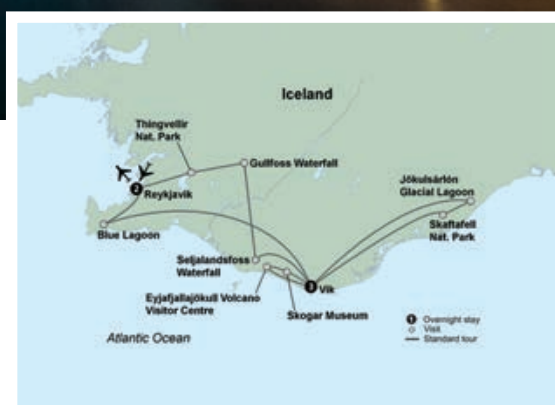 Iceland
Thingvellir
Nat. Park
Gullfoss Waterfall
Jökulsárlón
Glacial Lagoon
2
Reykjavik
Skaftafell
Nat. Park
Blue Lagoon
Seljalandsfoss
Waterfall
3
Vik
Eyjafjallajökull Volcano
Visitor Centre
Skogar Museum
Atlantic Ocean
1 Overnight stay
Visit
Standard tour